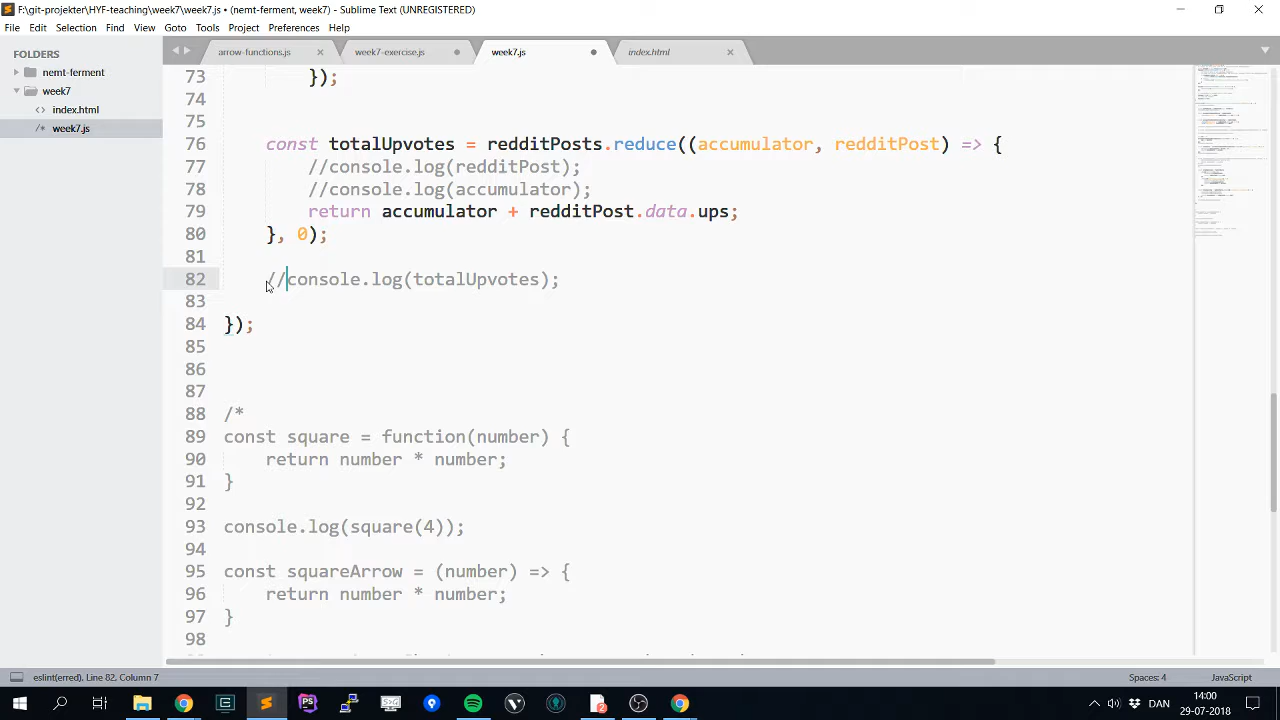 F:\git-projekter\HYF-teaching\week7\week7.js • (nemt-ferment, week7) - Sublime Text (UNREGISTERED)
File Edit Selection Find View Goto Tools Project Preferences Help
FOLDERS
nemt-ferment
week7
arrow-functions.js
week7-exercise.js
week7.js
index.html
73 });
74
75
76 const totalUpvotes = redditPosts.reduce((accumulator, redditPost) => {
77 //console.log(redditPost);
78 //console.log(accumulator);
79 return accumulator + redditPost.data.ups;
80 }, 0);
81
82 //console.log(totalUpvotes);
83
84 });
85
86
87
88 /*
89 const square = function(number) {
90 return number * number;
91 }
92
93 console.log(square(4));
94
95 const squareArrow = (number) => {
96 return number * number;
97 }
98
eslint(erred), Line 82, Column 7
Spaces: 4
JavaScript
DAN
14:00
29-07-2018